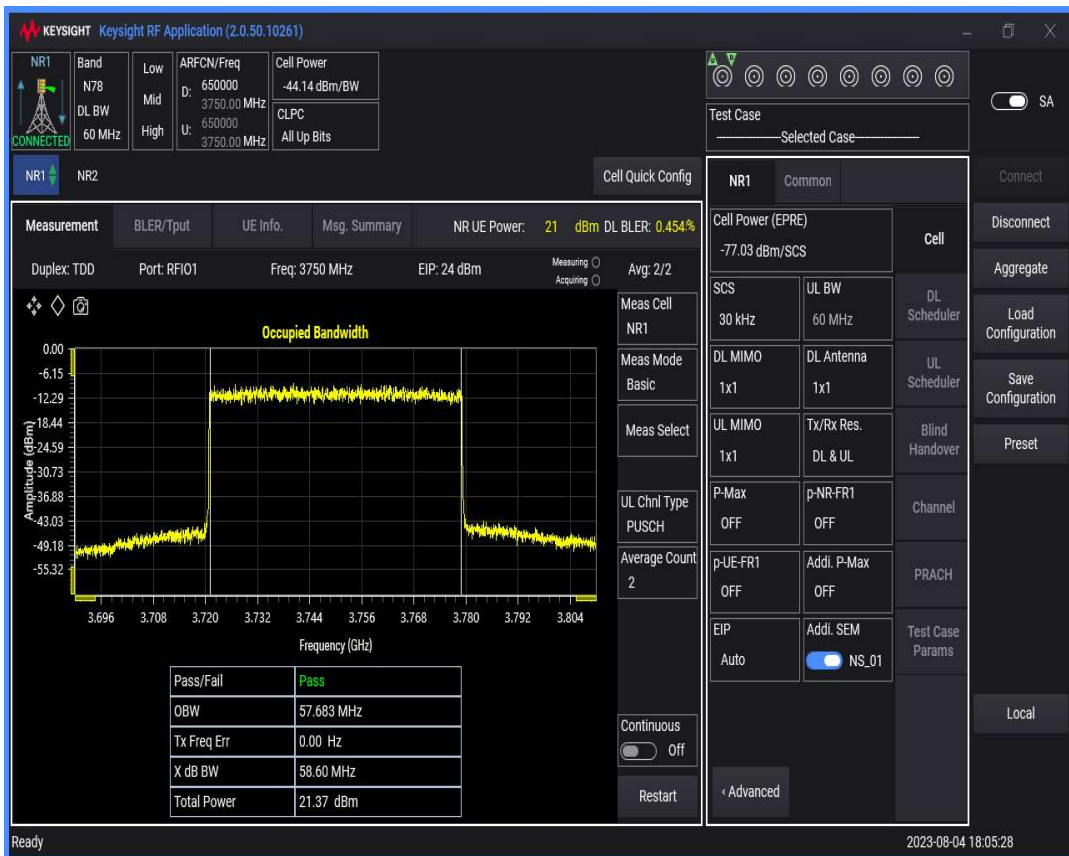 KEYSIGHT Keysight RF Application (2.0.50.10261)
NR1
CONNECTED
Band
N78
DL BW
60 MHz
Low
Mid
High
ARFCN/Freq
D: 650000
3750.00 MHz
U: 650000
3750.00 MHz
Cell Power
-44.14 dBm/BW
CLPC
All Up Bits
Test Case
Selected Case
SA
NR1
NR2
Cell Quick Config
Measurement
BLER/Tput
UE Info.
Msg. Summary
NR UE Power: 21 dBm DL BLER: 0.454%
Duplex: TDD
Port: RFIO1
Freq: 3750 MHz
EIP: 24 dBm
Measuring
Acquiring
Avg: 2/2
Occupied Bandwidth
Amplitude (dBm)
0.00
-6.15
-12.29
-18.44
-24.59
-30.73
-36.88
-43.03
-49.18
-55.32
3.696 3.708 3.720 3.732 3.744 3.756 3.768 3.780 3.792 3.804
Frequency (GHz)
Pass/Fail Pass
OBW 57.683 MHz
Tx Freq Err 0.00 Hz
X dB BW 58.60 MHz
Total Power 21.37 dBm
Meas Cell
NR1
Meas Mode
Basic
Meas Select
UL Chnl Type
PUSCH
Average Count
2
Continuous
Off
Restart
NR1
Common
Cell Power (EPRE)
-77.03 dBm/SCS
SCS
30 kHz
UL BW
60 MHz
DL MIMO
1x1
DL Antenna
1x1
UL MIMO
1x1
Tx/Rx Res.
DL & UL
P-Max
OFF
p-NR-FR1
OFF
p-UE-FR1
OFF
Addi. P-Max
OFF
EIP
Auto
Addi. SEM
NS_01
‹ Advanced
Cell
DL
Scheduler
UL
Scheduler
Blind
Handover
Channel
PRACH
Test Case
Params
Connect
Disconnect
Aggregate
Load
Configuration
Save
Configuration
Preset
Local
Ready
2023-08-04 18:05:28